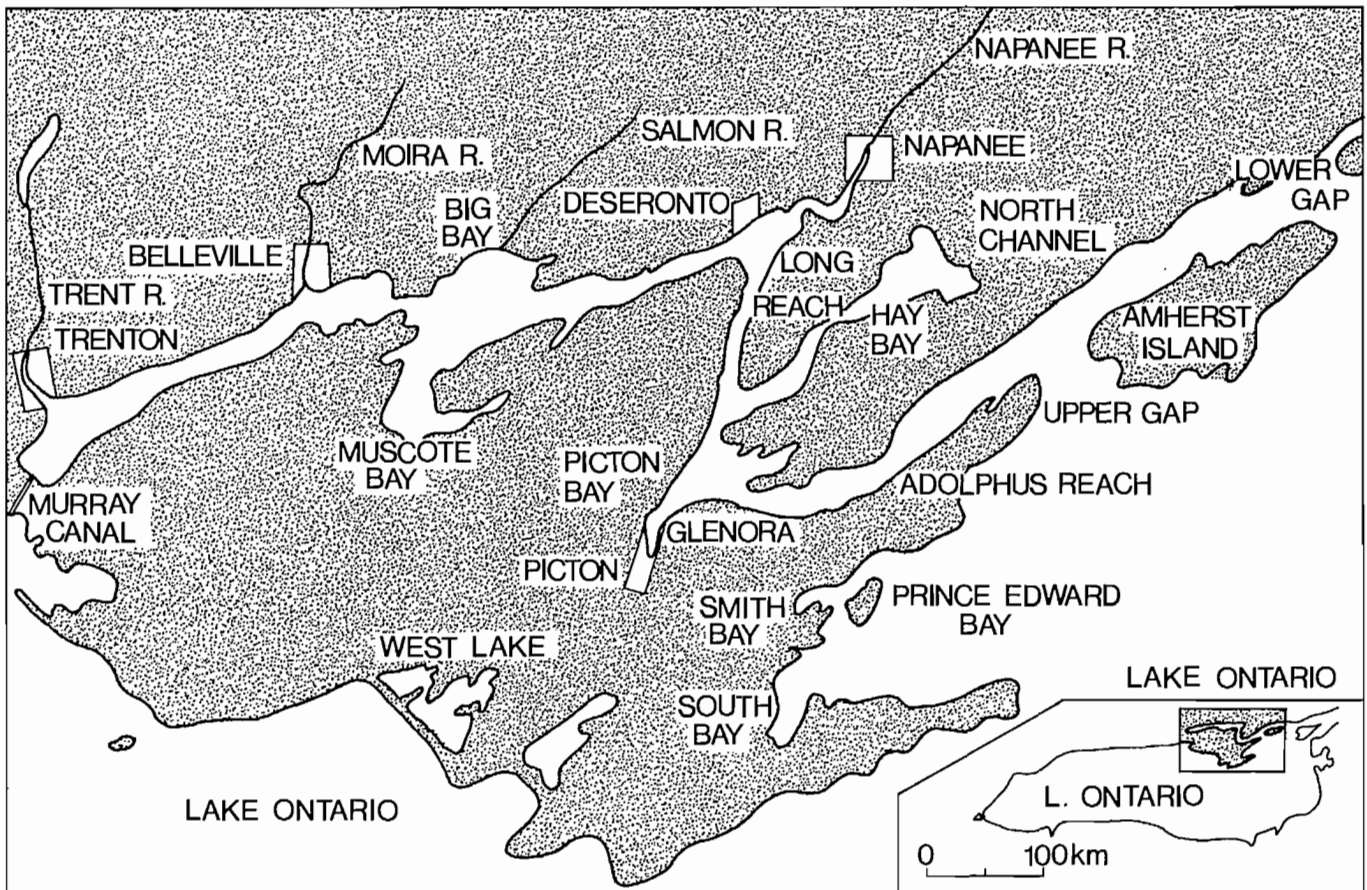 NAPANEE R.
SALMON R.
MOIRA R.
NAPANEE
LOWER
GAP
BIG
BAY
DESERONTO
NORTH
CHANNEL
BELLEVILLE
LONG
REACH
TRENT R.
HAY
BAY
AMHERST
ISLAND
TRENTON
UPPER GAP
MUSCOTE
BAY
PICTON
BAY
ADOLPHUS REACH
MURRAY
CANAL
GLENORA
PICTON
SMITH
BAY
PRINCE EDWARD
BAY
WEST LAKE
SOUTH
BAY
LAKE ONTARIO
LAKE ONTARIO
L. ONTARIO
0 100km